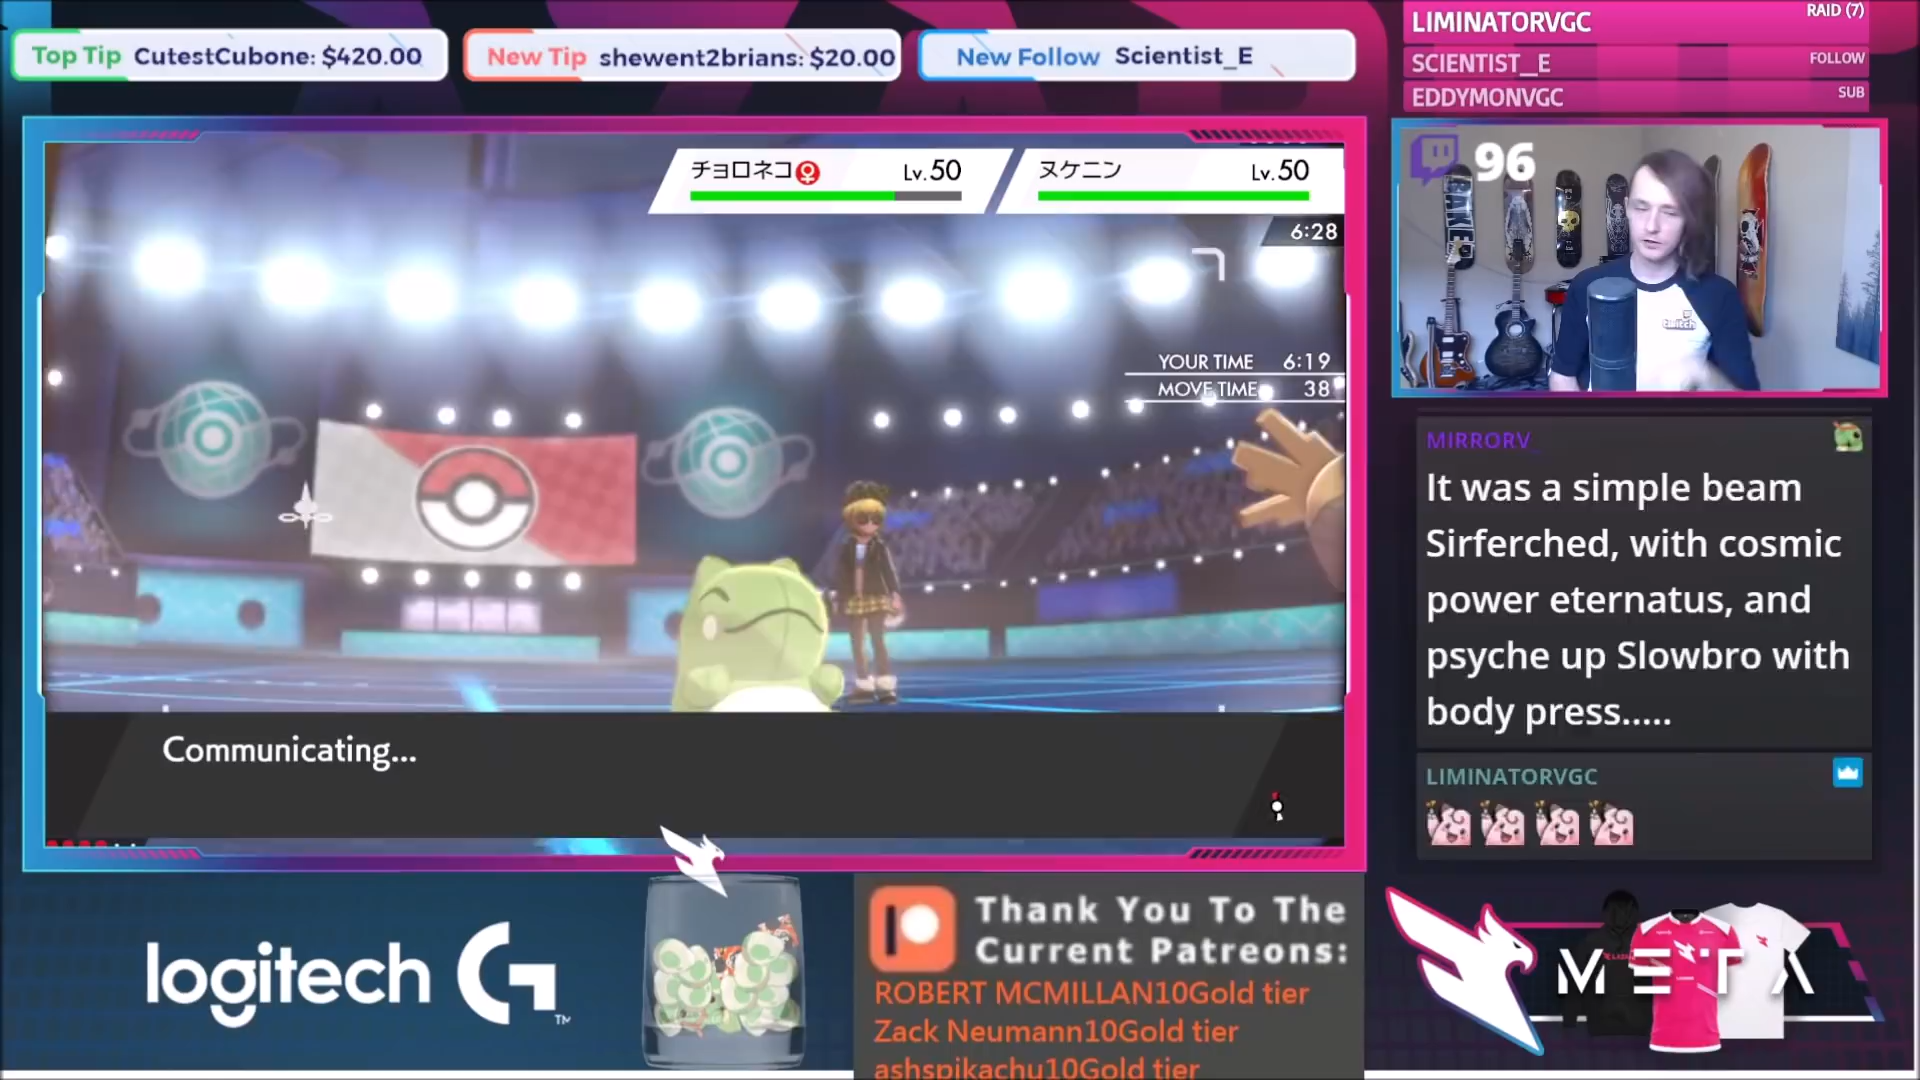 Top Tip CutestCubone: $420.00
New Tip shewent2brians: $20.00
New Follow Scientist_E
LIMINATORVGC RAID (7)
SCIENTIST_E FOLLOW
EDDYMONVGC SUB
チョロネコ♀ Lv.50
ヌケニン Lv.50
6:28
YOUR TIME 6:19
MOVE TIME 38
Communicating...
96
twitch
MIRRORV
It was a simple beam
Sirferched, with cosmic
power eternatus, and
psyche up Slowbro with
body press.....
LIMINATORVGC
logitech G TM
Thank You To The
Current Patreons:
ROBERT MCMILLAN10Gold tier
Zack Neumann10Gold tier
ashspikachu10Gold tier
META